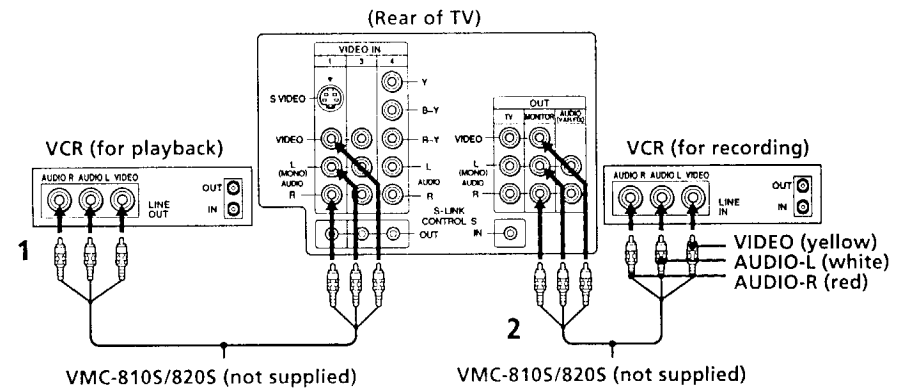 (Rear of TV)
VIDEO IN
1 3 4
Y
S VIDEO
B–Y
OUT
TV MONITOR AUDIO (VAR/FIX)
VIDEO
R–Y
VIDEO
L (MONO)
L
L (MONO)
AUDIO
AUDIO
AUDIO
R
R
R
S-LINK
CONTROL S
OUT
IN
VCR (for playback)
AUDIO R AUDIO L VIDEO
LINE OUT
OUT
IN
VCR (for recording)
AUDIO R AUDIO L VIDEO
LINE IN
OUT
IN
1
VIDEO (yellow)
AUDIO-L (white)
AUDIO-R (red)
2
VMC-810S/820S (not supplied)
VMC-810S/820S (not supplied)